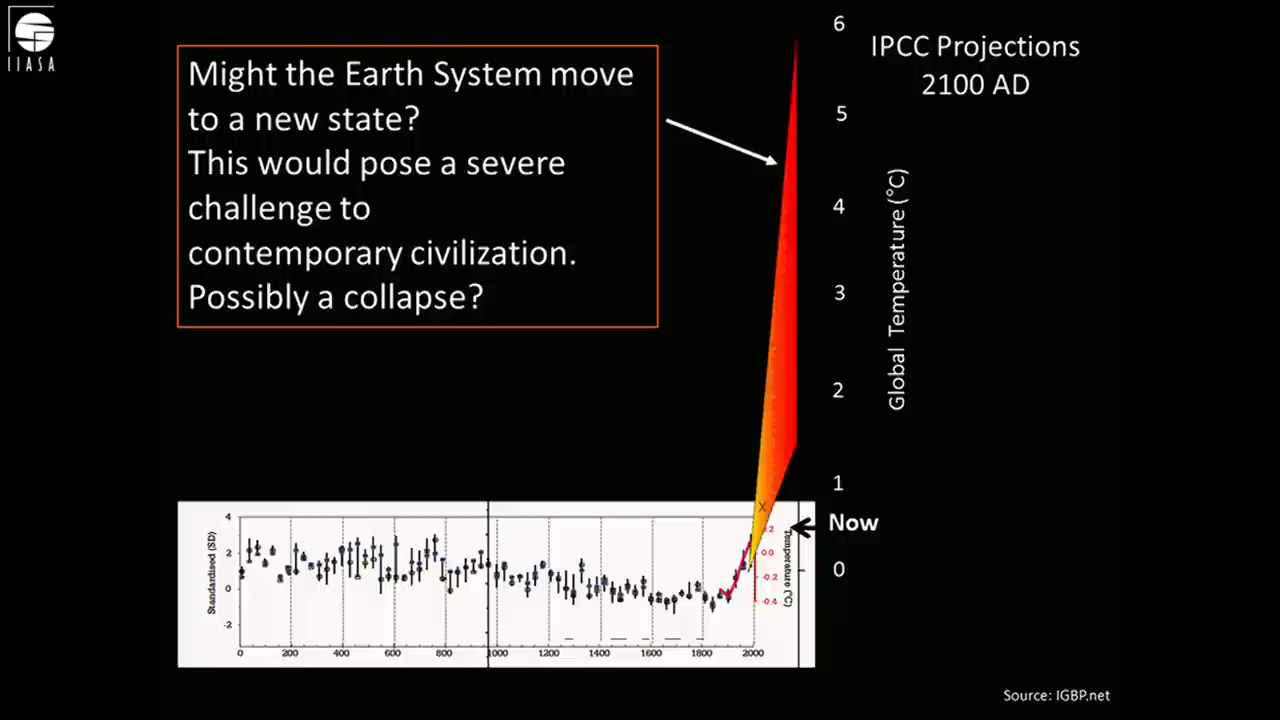 IIASA
Might the Earth System move
to a new state?
This would pose a severe
challenge to
contemporary civilization.
Possibly a collapse?
IPCC Projections
2100 AD
6
5
4
3
2
1
0
Global Temperature (°C)
Now
X
Standardised (SD)
4
2
0
-2
0 200 400 600 800 1000 1200 1400 1600 1800 2000
0.2
0.0
-0.2
-0.4
Temperature (°C)
Source: IGBP.net